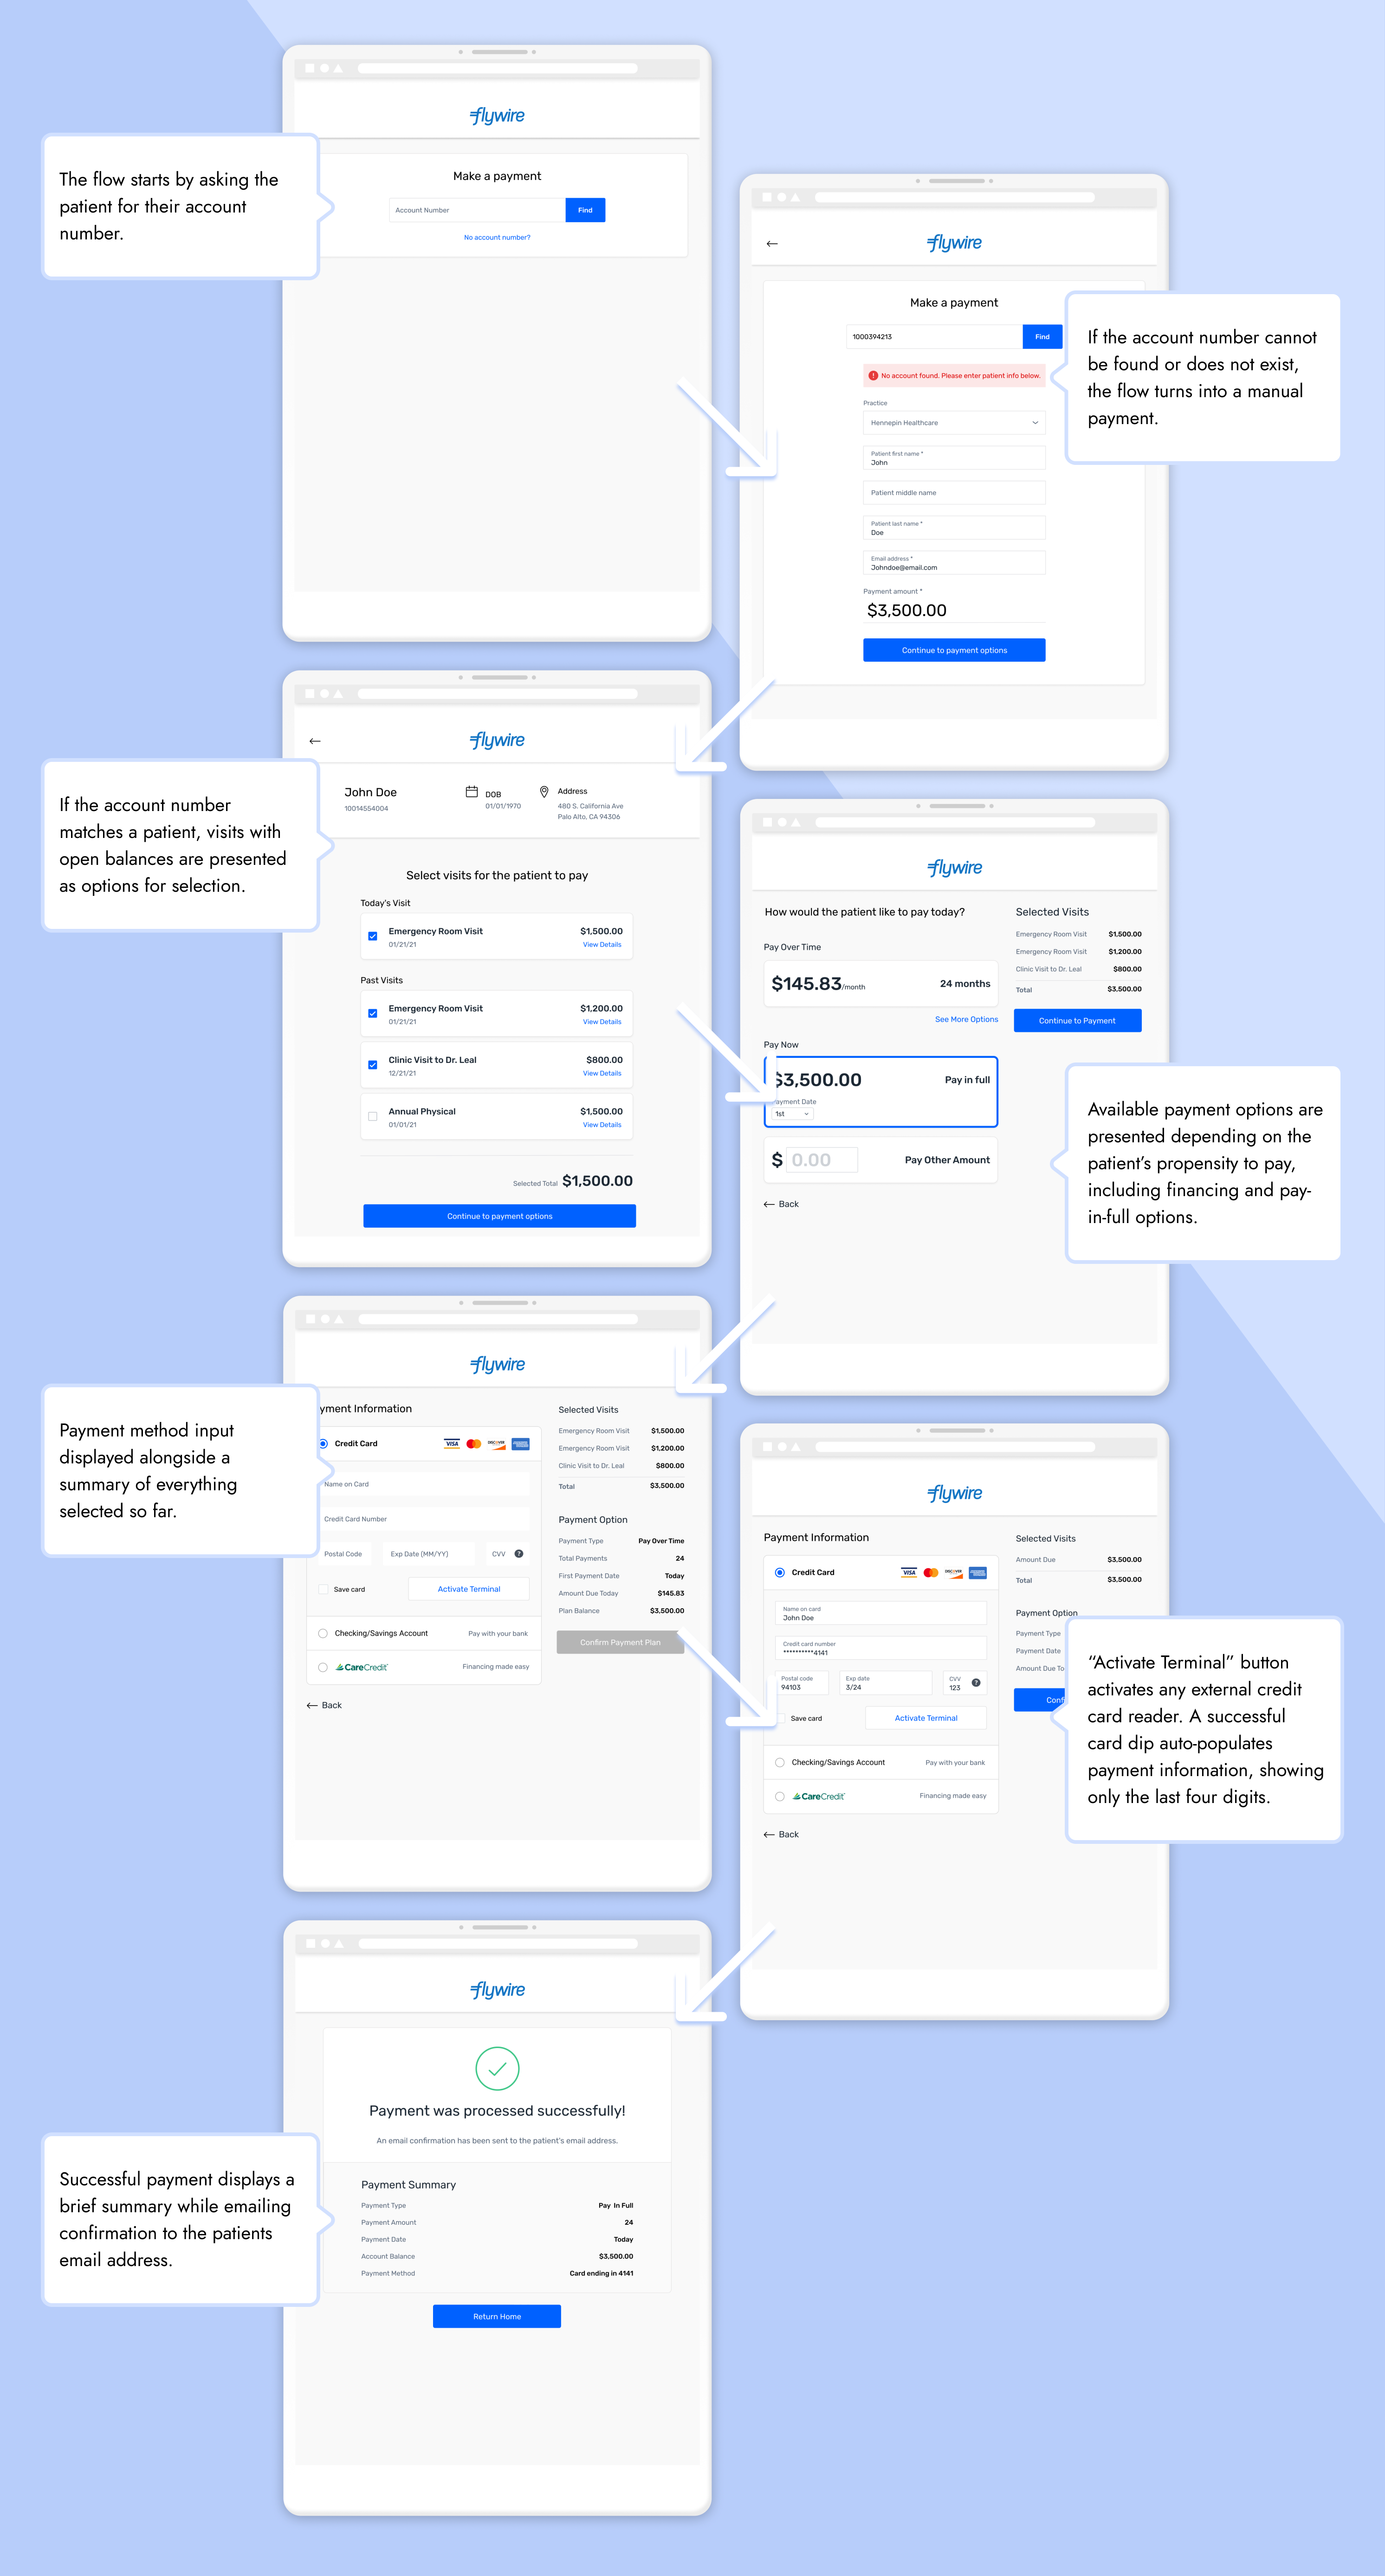 flywire
The flow starts by asking the
patient for their account
number.
Make a payment
Account Number
Find
No account number?
flywire
Make a payment
1000394213
Find
No account found. Please enter patient info below.
Practice
Hennepin Healthcare
Patient first name *
John
Patient middle name
Patient last name *
Doe
Email address *
Johndoe@email.com
Payment amount *
$3,500.00
Continue to payment options
If the account number cannot
be found or does not exist,
the flow turns into a manual
payment.
flywire
John Doe
10014554004
DOB
01/01/1970
Address
480 S. California Ave
Palo Alto, CA 94306
If the account number
matches a patient, visits with
open balances are presented
as options for selection.
Select visits for the patient to pay
Today's Visit
Emergency Room Visit $1,500.00
01/21/21 View Details
Past Visits
Emergency Room Visit $1,200.00
01/21/21 View Details
Clinic Visit to Dr. Leal $800.00
12/21/21 View Details
Annual Physical $1,500.00
01/01/21 View Details
Selected Total $1,500.00
Continue to payment options
flywire
How would the patient like to pay today?
Pay Over Time
$145.83/month 24 months
See More Options
Pay Now
$3,500.00 Pay in full
ayment Date
1st
$ 0.00 Pay Other Amount
Back
Selected Visits
Emergency Room Visit $1,500.00
Emergency Room Visit $1,200.00
Clinic Visit to Dr. Leal $800.00
Total $3,500.00
Continue to Payment
Available payment options are
presented depending on the
patient's propensity to pay,
including financing and pay-
in-full options.
flywire
Payment method input
displayed alongside a
summary of everything
selected so far.
yment Information
Credit Card VISA DISCOVER AMERICAN EXPRESS
Name on Card
Credit Card Number
Postal Code Exp Date (MM/YY) CVV ?
Save card Activate Terminal
Checking/Savings Account Pay with your bank
CareCredit Financing made easy
Back
Selected Visits
Emergency Room Visit $1,500.00
Emergency Room Visit $1,200.00
Clinic Visit to Dr. Leal $800.00
Total $3,500.00
Payment Option
Payment Type Pay Over Time
Total Payments 24
First Payment Date Today
Amount Due Today $145.83
Plan Balance $3,500.00
Confirm Payment Plan
flywire
Payment Information
Credit Card VISA DISCOVER AMERICAN EXPRESS
Name on card
John Doe
Credit card number
**********4141
Postal code
94103
Exp date
3/24
CVV
123 ?
Save card Activate Terminal
Checking/Savings Account Pay with your bank
CareCredit Financing made easy
Back
Selected Visits
Amount Due $3,500.00
Total $3,500.00
Payment Option
Payment Type
Payment Date
Amount Due To
Conf
“Activate Terminal” button
activates any external credit
card reader. A successful
card dip auto-populates
payment information, showing
only the last four digits.
flywire
Payment was processed successfully!
An email confirmation has been sent to the patient's email address.
Successful payment displays a
brief summary while emailing
confirmation to the patients
email address.
Payment Summary
Payment Type Pay In Full
Payment Amount 24
Payment Date Today
Account Balance $3,500.00
Payment Method Card ending in 4141
Return Home